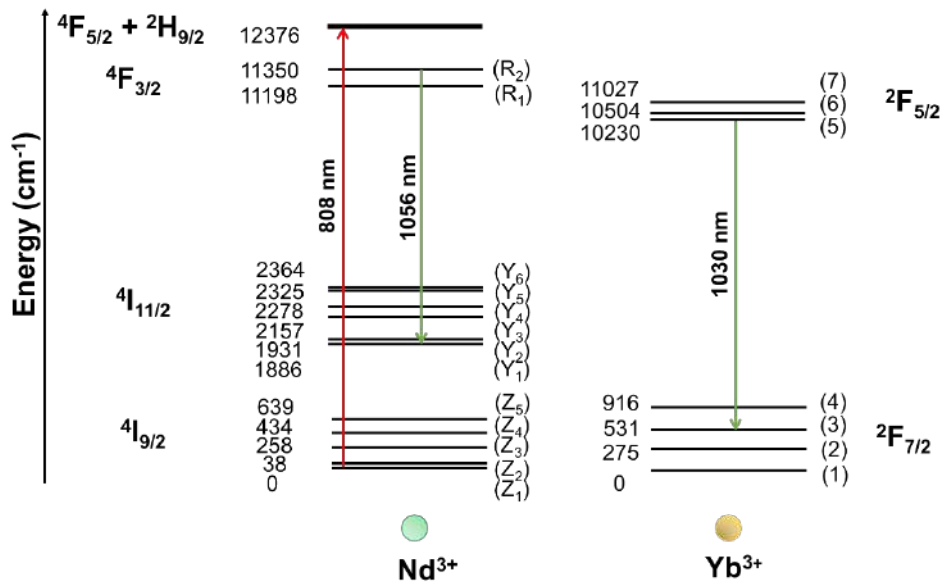 Energy (cm⁻¹)
⁴F₅/₂ + ²H₉/₂
12376
⁴F₃/₂
11350
(R₂)
11198
(R₁)
808 nm
1056 nm
⁴I₁₁/₂
2364
(Y₆)
2325
(Y₅)
2278
(Y₄)
2157
(Y₃)
1931
(Y₂)
1886
(Y₁)
⁴I₉/₂
639
(Z₅)
434
(Z₄)
258
(Z₃)
38
(Z₂)
0
(Z₁)
Nd³⁺
11027
(7)
10504
(6)
10230
(5)
²F₅/₂
1030 nm
916
(4)
531
(3)
275
(2)
0
(1)
²F₇/₂
Yb³⁺